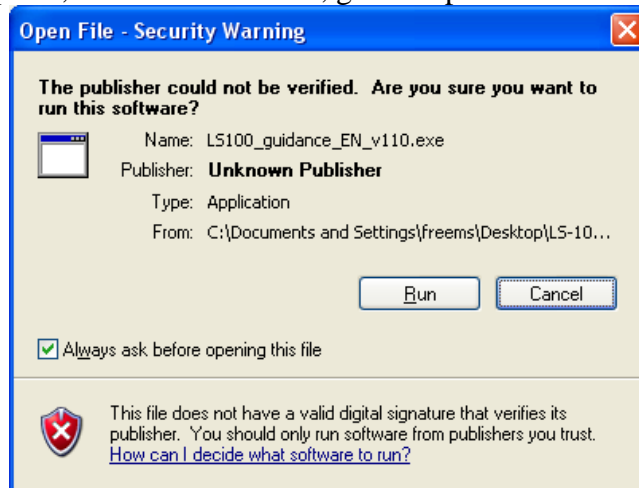 Open File - Security Warning
The publisher could not be verified. Are you sure you want to
run this software?
Name: LS100_guidance_EN_v110.exe
Publisher: Unknown Publisher
Type: Application
From: C:\Documents and Settings\freems\Desktop\LS-10...
Run Cancel
Always ask before opening this file
This file does not have a valid digital signature that verifies its
publisher. You should only run software from publishers you trust.
How can I decide what software to run?